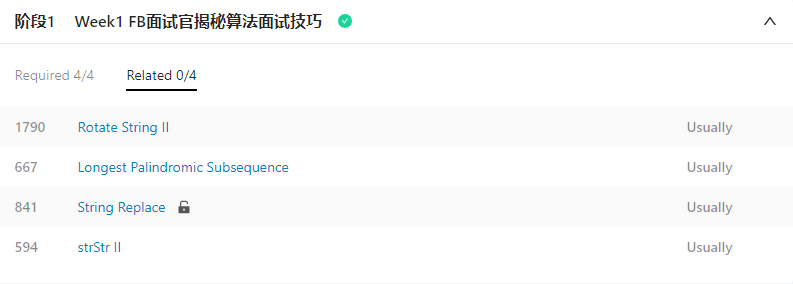 阶段1 Week1 FB面试官揭秘算法面试技巧
Required 4/4 Related 0/4
1790 Rotate String II Usually
667 Longest Palindromic Subsequence Usually
841 String Replace Usually
594 strStr II Usually